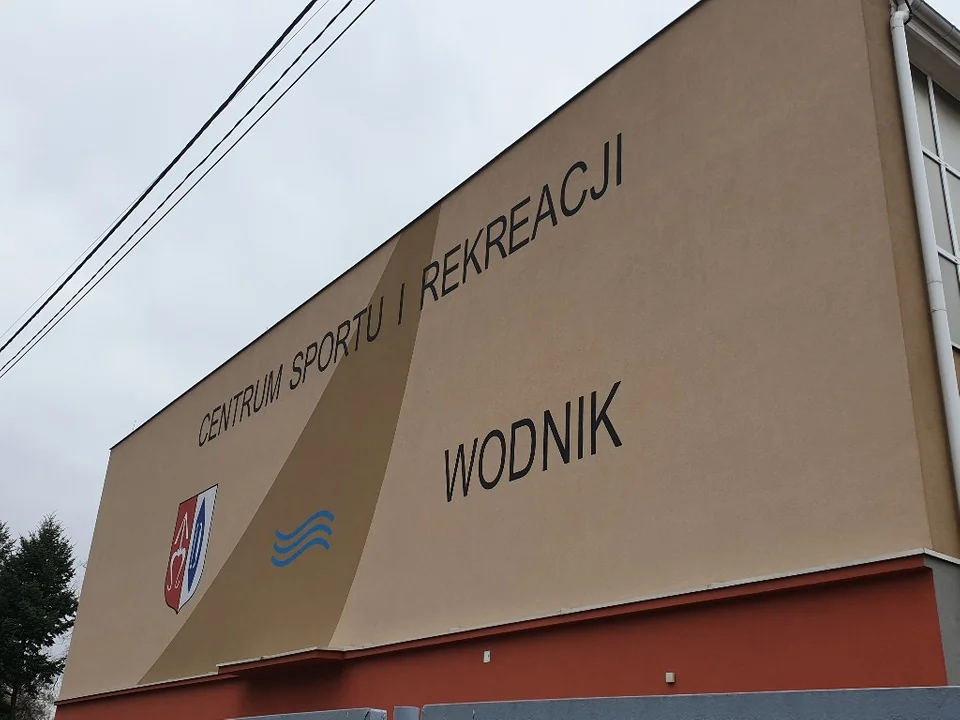 CENTRUM SPORTU I REKREACJI
WODNIK